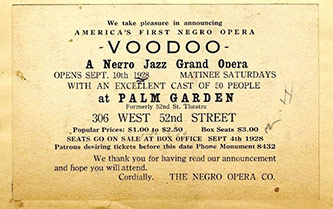 We take pleasure in announcing
AMERICA'S FIRST NEGRO OPERA
-VOODOO-
A Negro Jazz Grand Opera
OPENS SEPT. 10th 1928 MATINEE SATURDAYS
WITH AN EXCELLENT CAST OF 50 PEOPLE
at PALM GARDEN
Formerly 52nd St. Theatre
306 WEST 52nd STREET
Popular Prices: $1.00 to $2.50 Box Seats $3.00
SEATS GO ON SALE AT BOX OFFICE SEPT 4th 1928
Patrons desiring tickets before this date Phone Monument 8432
We thank you for having read our announcement
and hope you will attend.
Cordially. THE NEGRO OPERA CO.